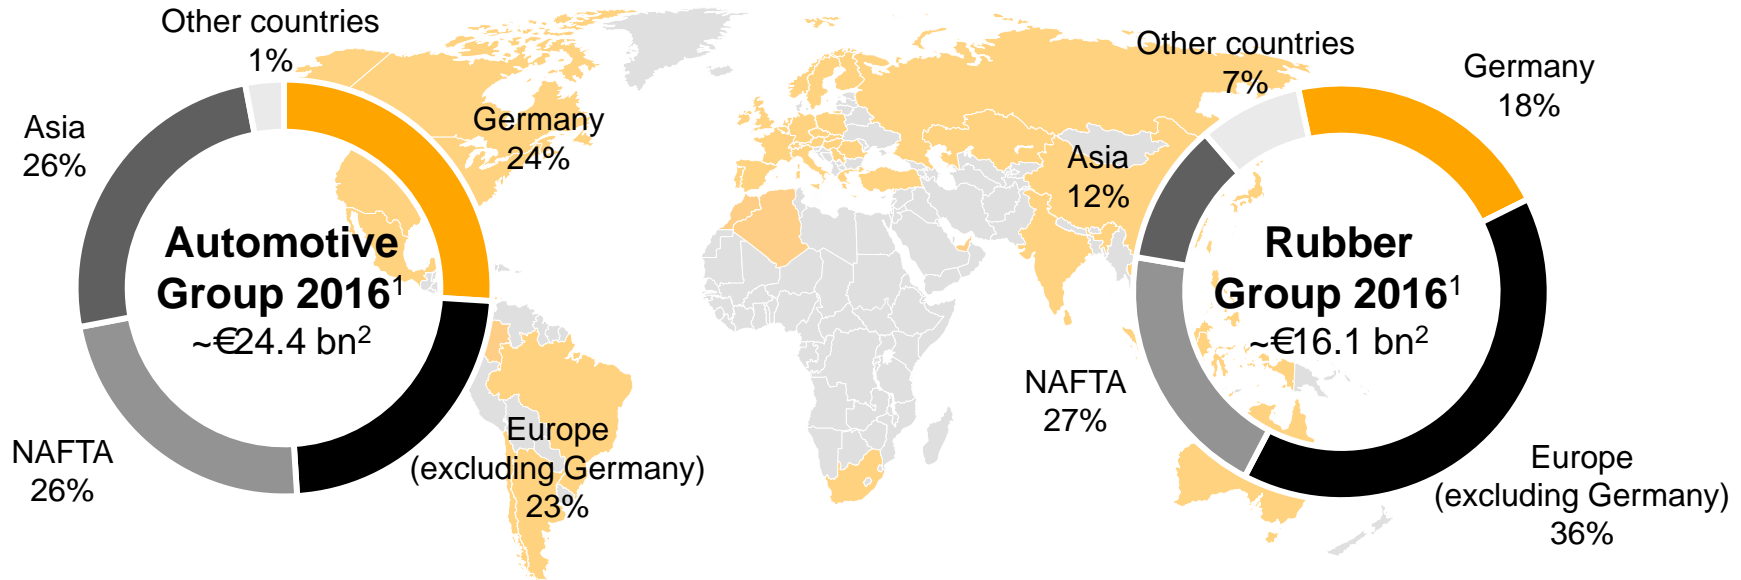 Other countries
1%
Germany
24%
Asia
26%
Automotive
Group 2016¹
~€24.4 bn²
NAFTA
26%
Europe
(excluding Germany)
23%
Other countries
7%
Germany
18%
Asia
12%
Rubber
Group 2016¹
~€16.1 bn²
NAFTA
27%
Europe
(excluding Germany)
36%